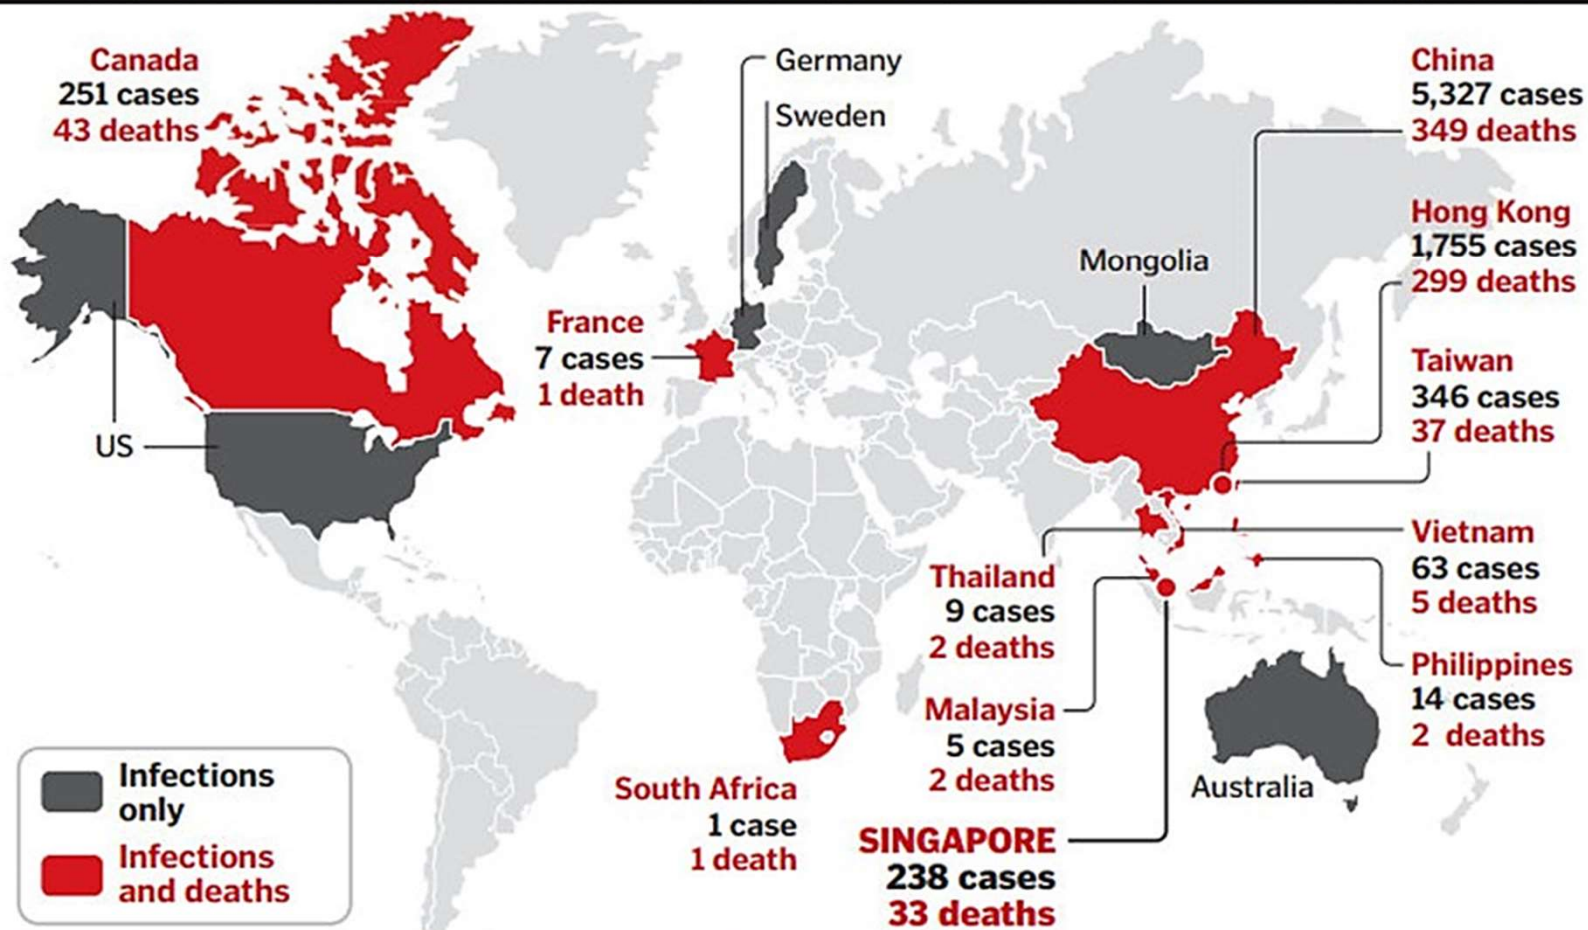 Canada
251 cases
43 deaths
Germany
Sweden
China
5,327 cases
349 deaths
Hong Kong
1,755 cases
299 deaths
Mongolia
France
7 cases
1 death
Taiwan
346 cases
37 deaths
US
Vietnam
63 cases
5 deaths
Thailand
9 cases
2 deaths
Philippines
14 cases
2 deaths
Malaysia
5 cases
2 deaths
Australia
South Africa
1 case
1 death
SINGAPORE
238 cases
33 deaths
Infections
only
Infections
and deaths